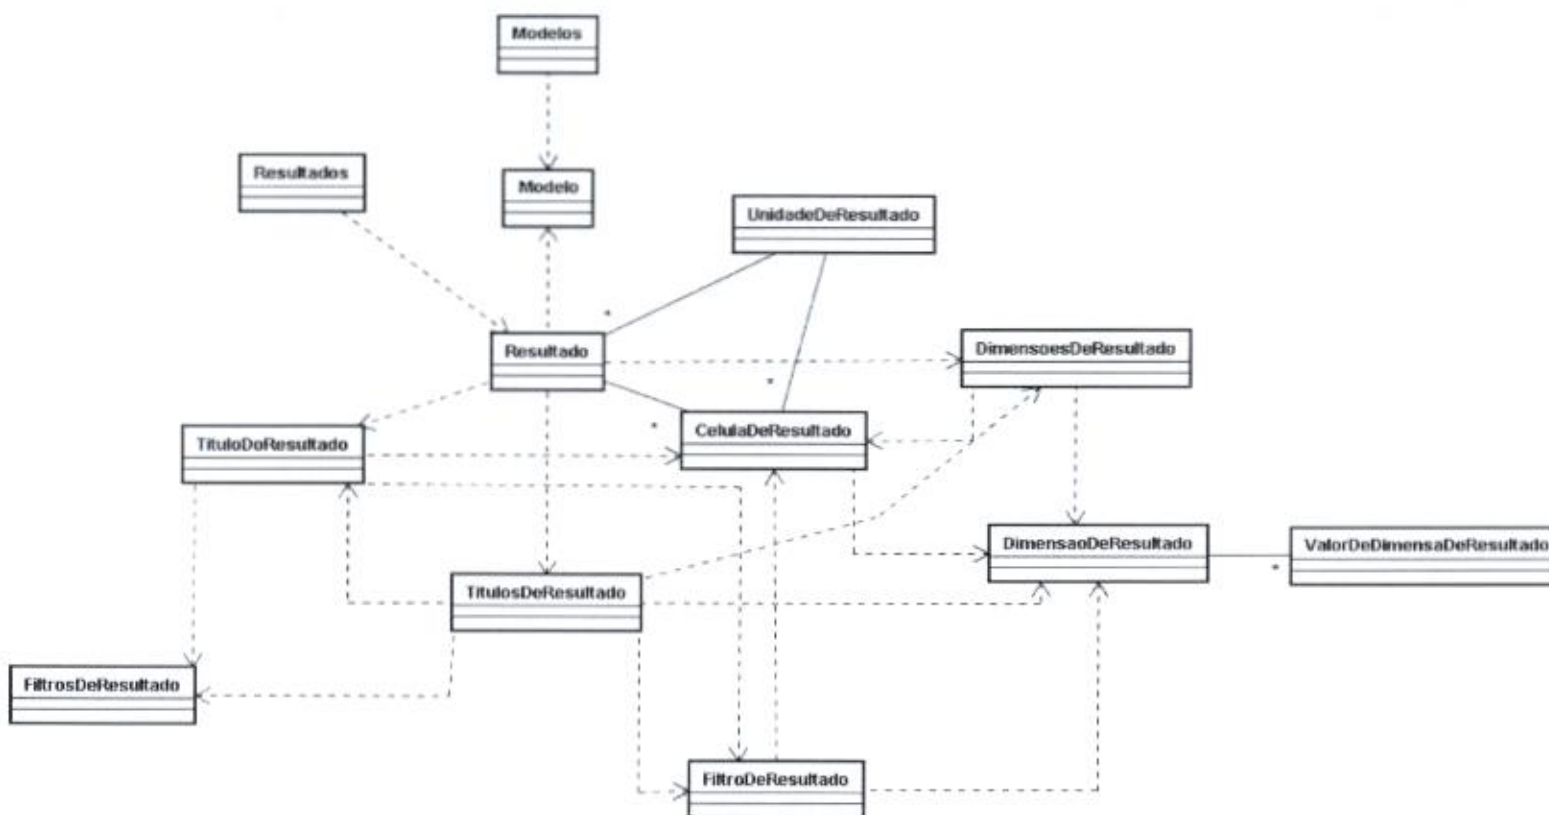 Modelos
Resultados
Modelo
UnidadeDeResultado
*
Resultado
DimensoesDeResultado
*
*
TituloDoResultado
CelulaDeResultado
DimensaoDeResultado
ValorDeDimensaDeResultado
*
TitulosDeResultado
FiltrosDeResultado
FiltroDeResultado